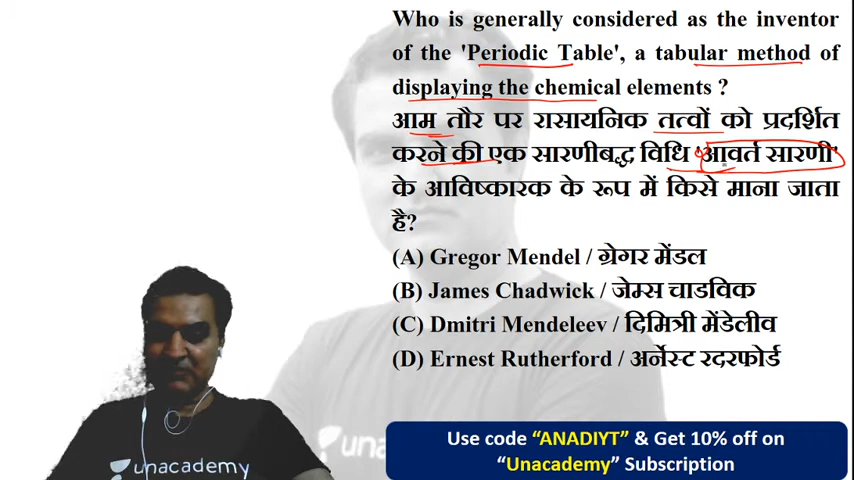 Who is generally considered as the inventor
of the 'Periodic Table', a tabular method of
displaying the chemical elements ?
आम तौर पर रासायनिक तत्वों को प्रदर्शित
करने की एक सारणीबद्ध विधि 'आवर्त सारणी'
के आविष्कारक के रूप में किसे माना जाता
है?
(A) Gregor Mendel / ग्रेगर मेंडल
(B) James Chadwick / जेम्स चाडविक
(C) Dmitri Mendeleev / दिमित्री मेंडेलीव
(D) Ernest Rutherford / अर्नेस्ट रदरफोर्ड
unacademy
una
my
Use code “ANADIYT” & Get 10% off on
“Unacademy” Subscription